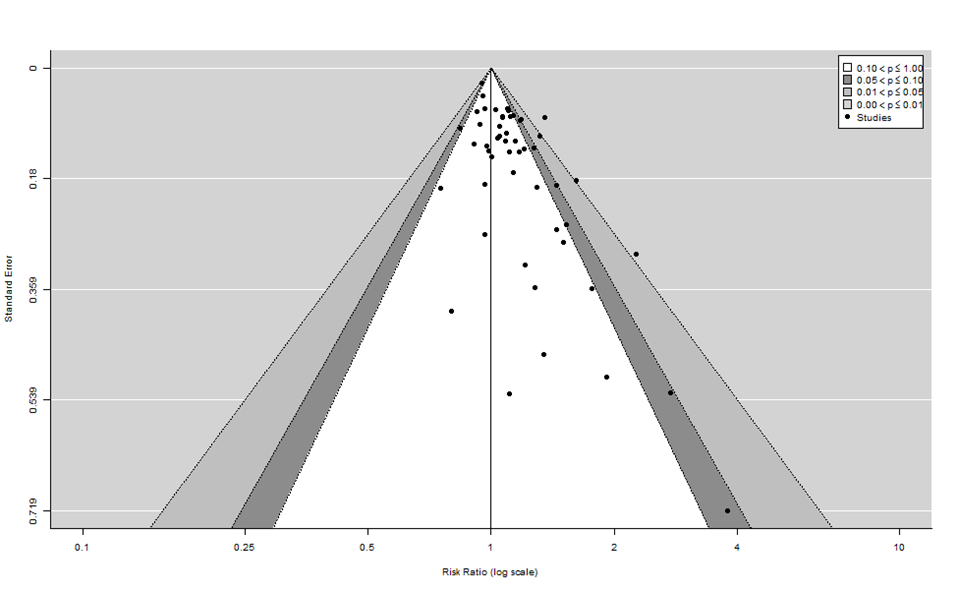 0.10 < p ≤ 1.00
0.05 < p ≤ 0.10
0.01 < p ≤ 0.05
0.00 < p ≤ 0.01
Studies
Standard Error
0
0.18
0.359
0.539
0.719
0.1
0.25
0.5
1
2
4
10
Risk Ratio (log scale)